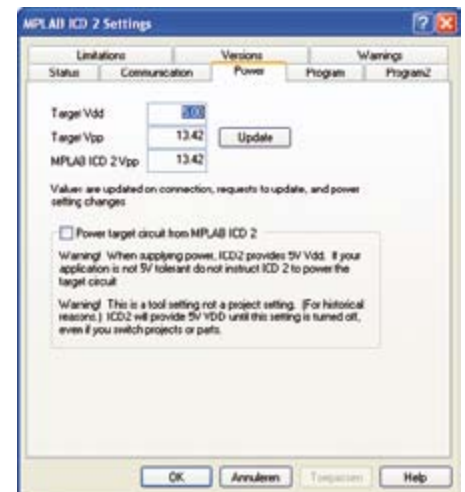 MPLAB ICD 2 Settings
Limitations Versions Warnings
Status Communication Power Program Program2
Target Vdd 5.00
Target Vpp 13.42 Update
MPLAB ICD 2 Vpp 13.42
Values are updated on connection, requests to update, and power
setting changes
Power target circuit from MPLAB ICD 2
Warning! When supplying power, ICD2 provides 5V Vdd. If your
application is not 5V tolerant do not instruct ICD 2 to power the
target circuit
Warning! This is a tool setting not a project setting. (For historical
reasons.) ICD2 will provide 5V VDD until this setting is turned off,
even if you switch projects or parts.
OK Annuleren Toepassen Help